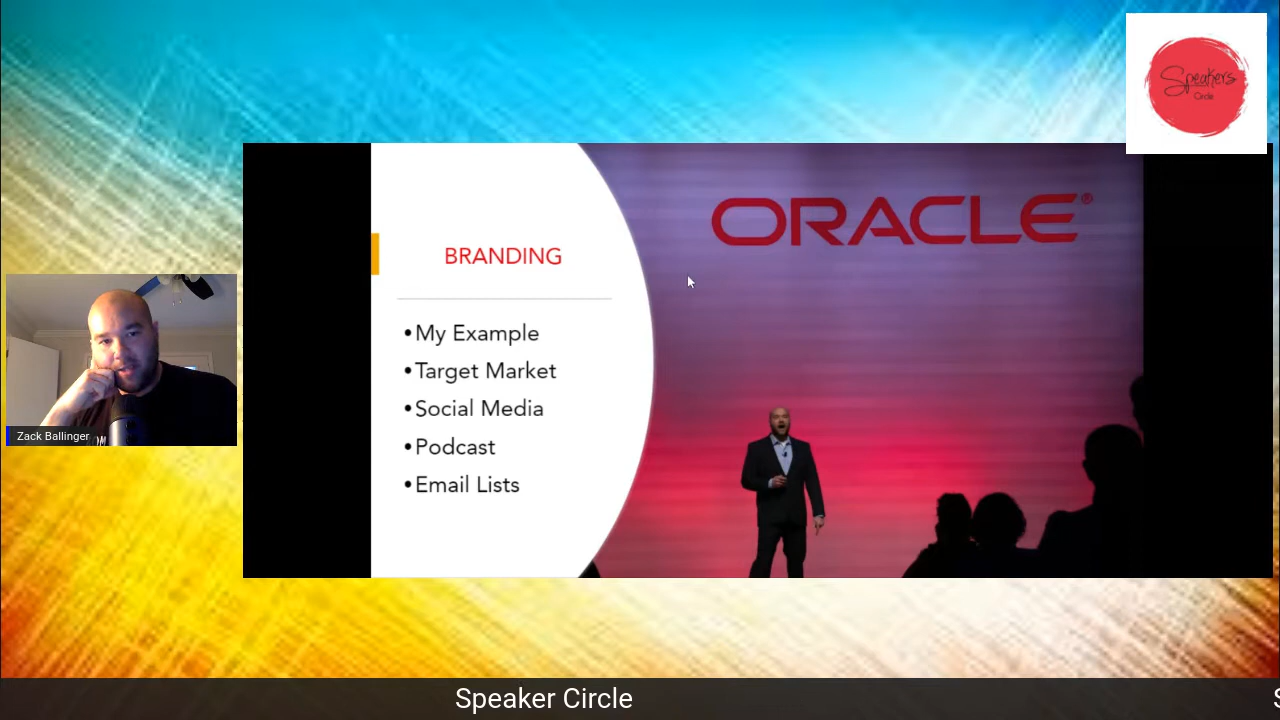 Speakers
Circle
ORACLE®
BRANDING
•My Example
•Target Market
•Social Media
•Podcast
•Email Lists
Zack Ballinger
Speaker Circle